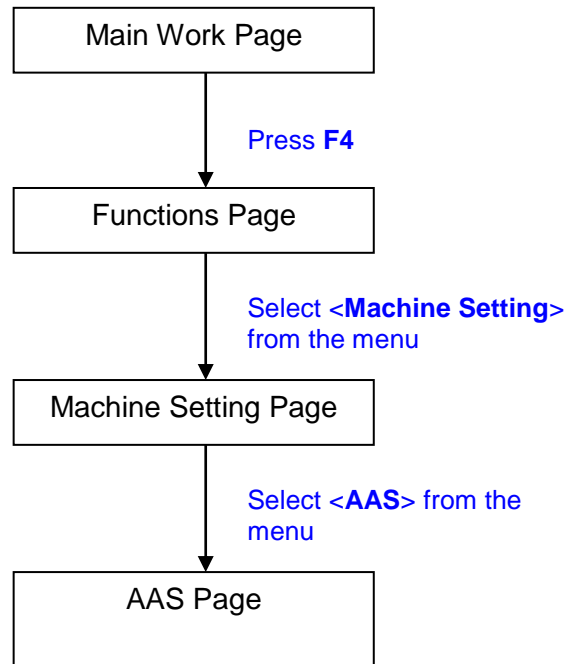 Main Work Page
Press F4
Functions Page
Select <Machine Setting>
from the menu
Machine Setting Page
Select <AAS> from the
menu
AAS Page